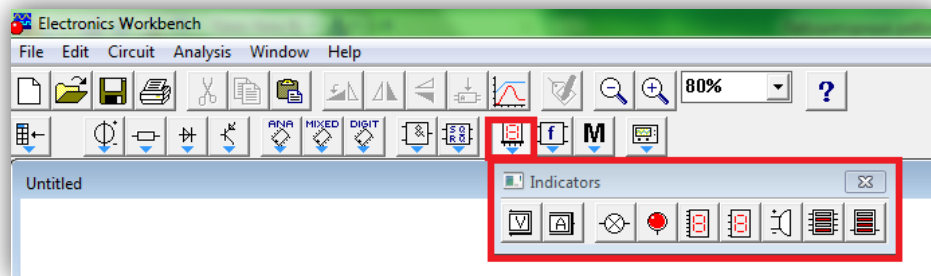 Electronics Workbench
File Edit Circuit Analysis Window Help
80% ?
ANA MIXED DIGIT & f M
Untitled
Indicators
V A